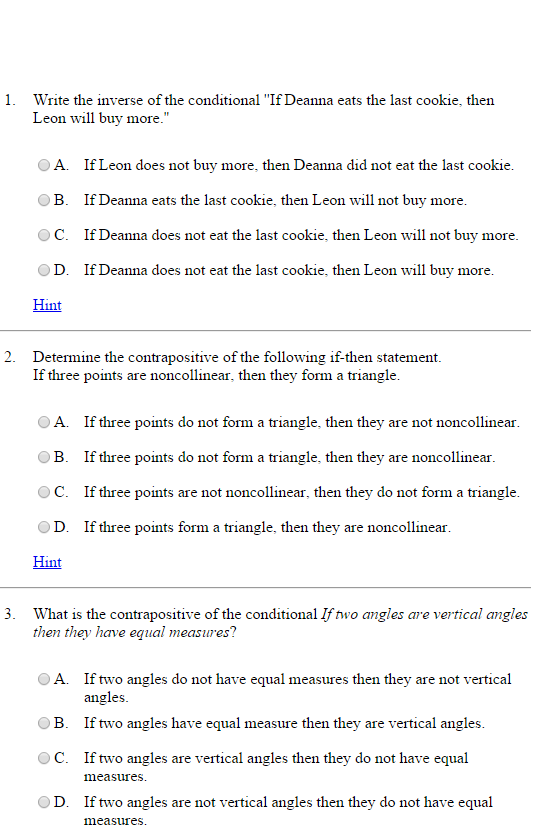 1. Write the inverse of the conditional "If Deanna eats the last cookie, then
Leon will buy more."
A. If Leon does not buy more, then Deanna did not eat the last cookie.
B. If Deanna eats the last cookie, then Leon will not buy more.
C. If Deanna does not eat the last cookie, then Leon will not buy more.
D. If Deanna does not eat the last cookie, then Leon will buy more.
Hint
2. Determine the contrapositive of the following if-then statement.
If three points are noncollinear, then they form a triangle.
A. If three points do not form a triangle, then they are not noncollinear.
B. If three points do not form a triangle, then they are noncollinear.
C. If three points are not noncollinear, then they do not form a triangle.
D. If three points form a triangle, then they are noncollinear.
Hint
3. What is the contrapositive of the conditional If two angles are vertical angles
then they have equal measures?
A. If two angles do not have equal measures then they are not vertical
angles.
B. If two angles have equal measure then they are vertical angles.
C. If two angles are vertical angles then they do not have equal
measures.
D. If two angles are not vertical angles then they do not have equal
measures.